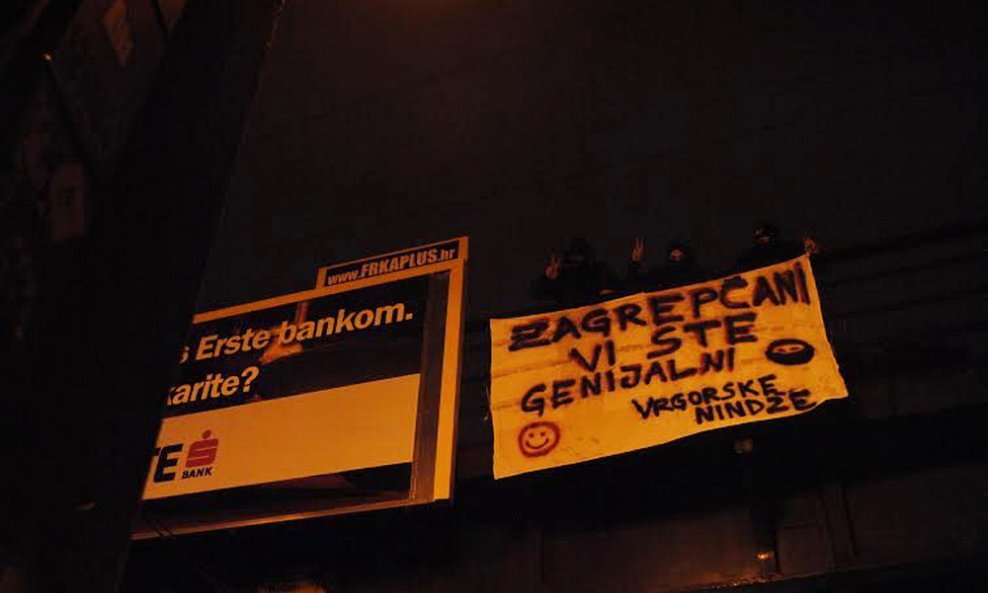 www.FRKAPLUS.hr
s Erste bankom.
karite?
TE
BANK
ZAGREPČANI
VI STE
GENIJALNI
VRGORSKE
NINDŽE